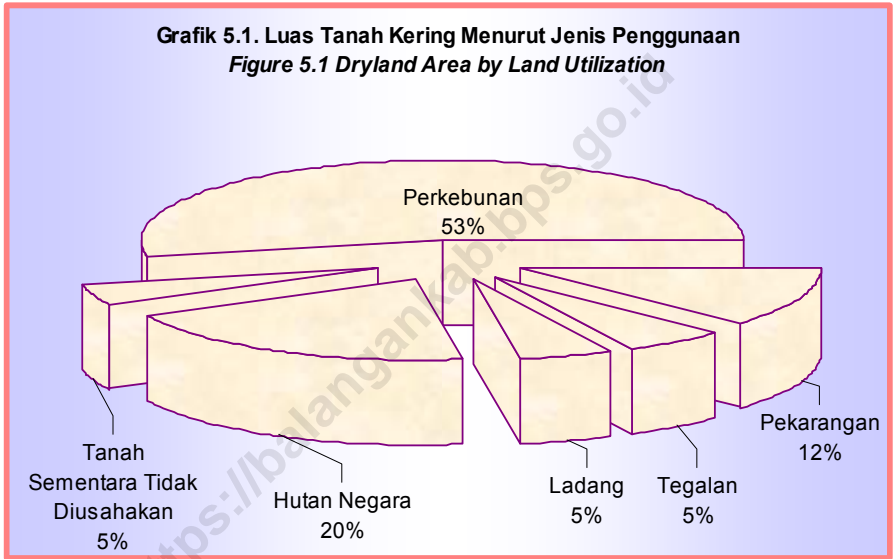 Grafik 5.1. Luas Tanah Kering Menurut Jenis Penggunaan
Figure 5.1 Dryland Area by Land Utilization
Perkebunan
53%
Pekarangan
12%
Tegalan
5%
Ladang
5%
Hutan Negara
20%
Tanah
Sementara Tidak
Diusahakan
5%
https://balangankab.bps.go.id